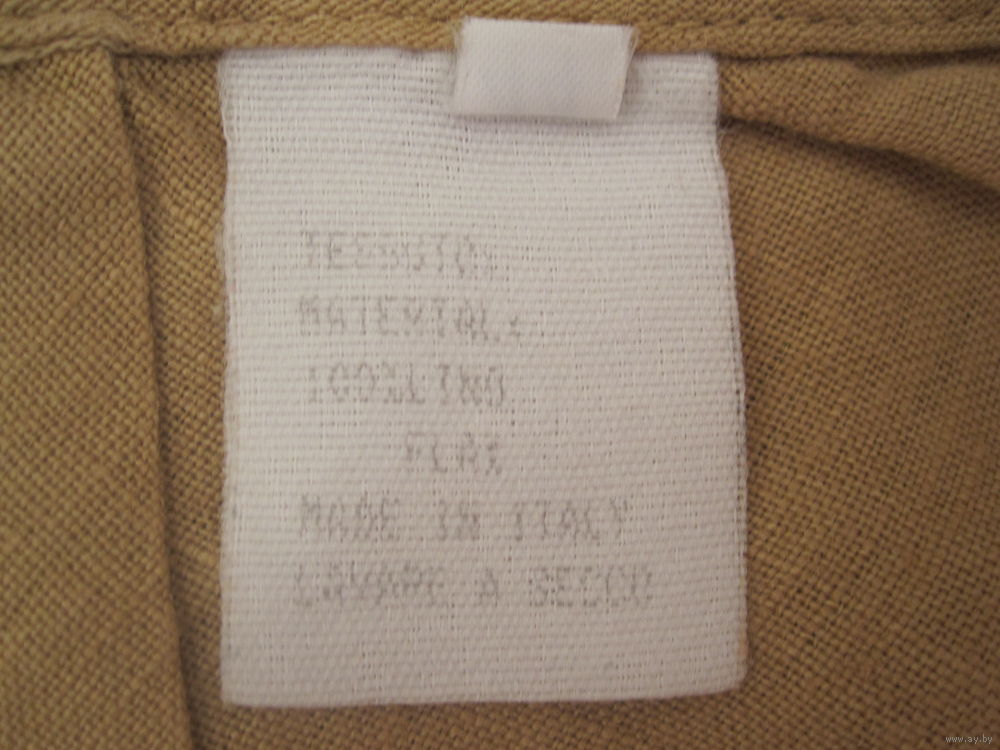 TESSUTO:
MATERIAL:
100%LINO
FLAX
MADE IN ITALY
LAVARE A SECCO
www.ay.by